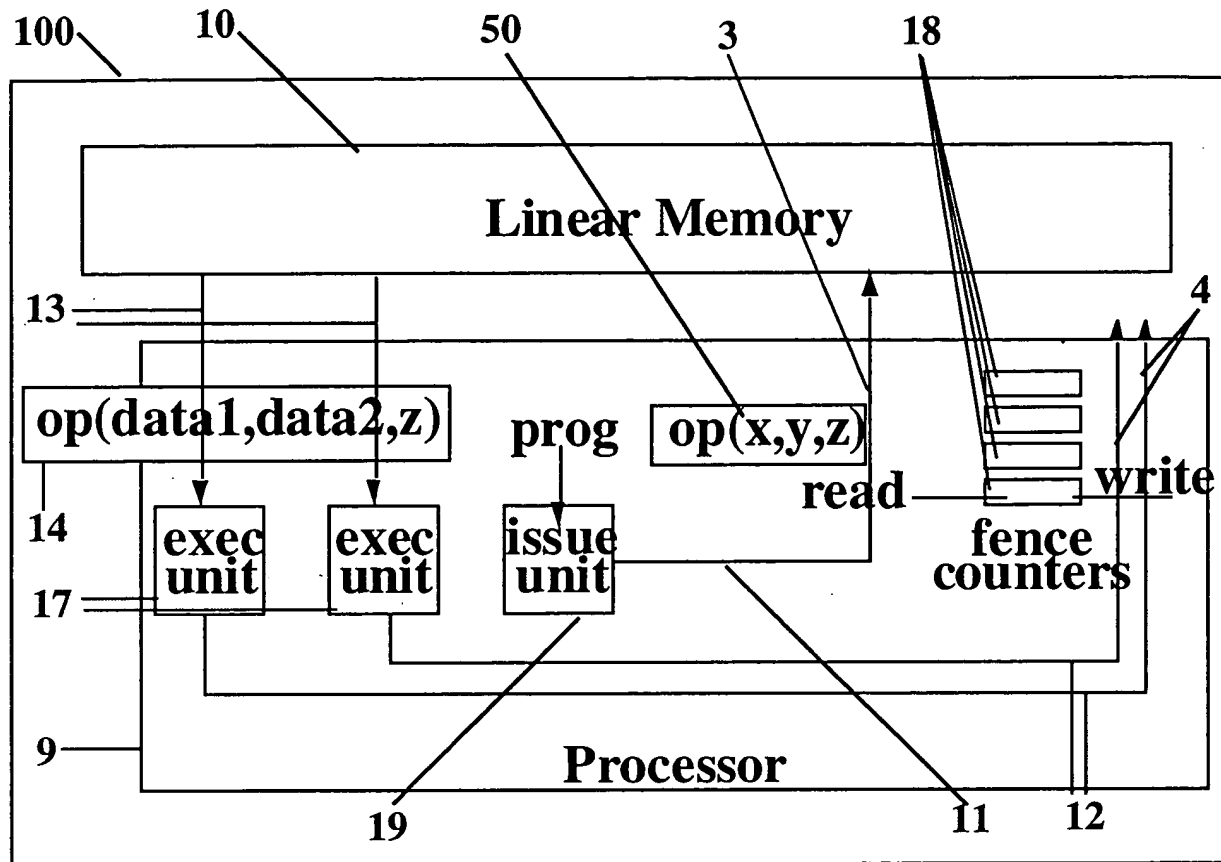 100 10 50 3 18
Linear Memory
13 4
op(data1,data2,z) prog op(x,y,z)
read write
14 exec unit exec unit issue unit fence counters
17
9 Processor
19 11 12